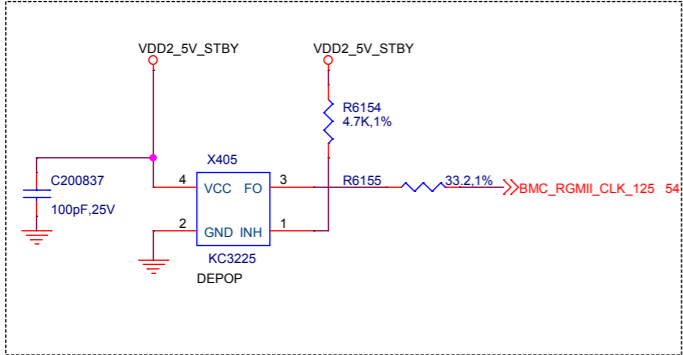 VDD2_5V_STBY
VDD2_5V_STBY
R6154
4.7K,1%
X405
C200837
100pF,25V
4
VCC
FO
3
R6155
33.2,1%
BMC_RGMII_CLK_125
54
2
GND
INH
1
KC3225
DEPOP